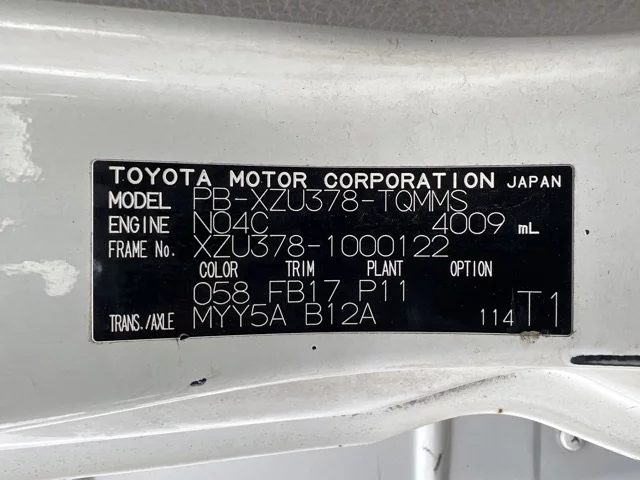 TOYOTA MOTOR CORPORATION JAPAN
MODEL PB-XZU378-TQMMS
ENGINE N04C 4009 mL
FRAME No. XZU378-1000122
COLOR TRIM PLANT OPTION
058 FB17 P11
TRANS./AXLE MYY5A B12A 114 T1